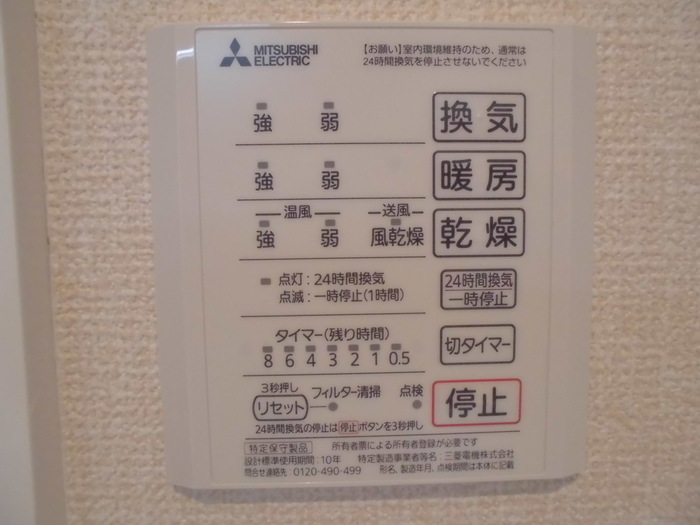 MITSUBISHI
ELECTRIC
【お願い】室内環境維持のため、通常は
24時間換気を停止させないでください
強 弱 換気
強 弱 暖房
温風 送風
強 弱 風乾燥 乾燥
点灯:24時間換気
点滅:一時停止(1時間)
24時間換気
一時停止
タイマー(残り時間)
8 6 4 3 2 1 0.5
切タイマー
3秒押し
リセット フィルター清掃 点検
停止
24時間換気の停止は停止ボタンを3秒押し
特定保守製品 所有者票による所有者登録が必要です
設計標準使用期間:10年 特定製造事業者等名:三菱電機株式会社
問合せ連絡先:0120-490-499 形名、製造年月、点検期間は本体に記載